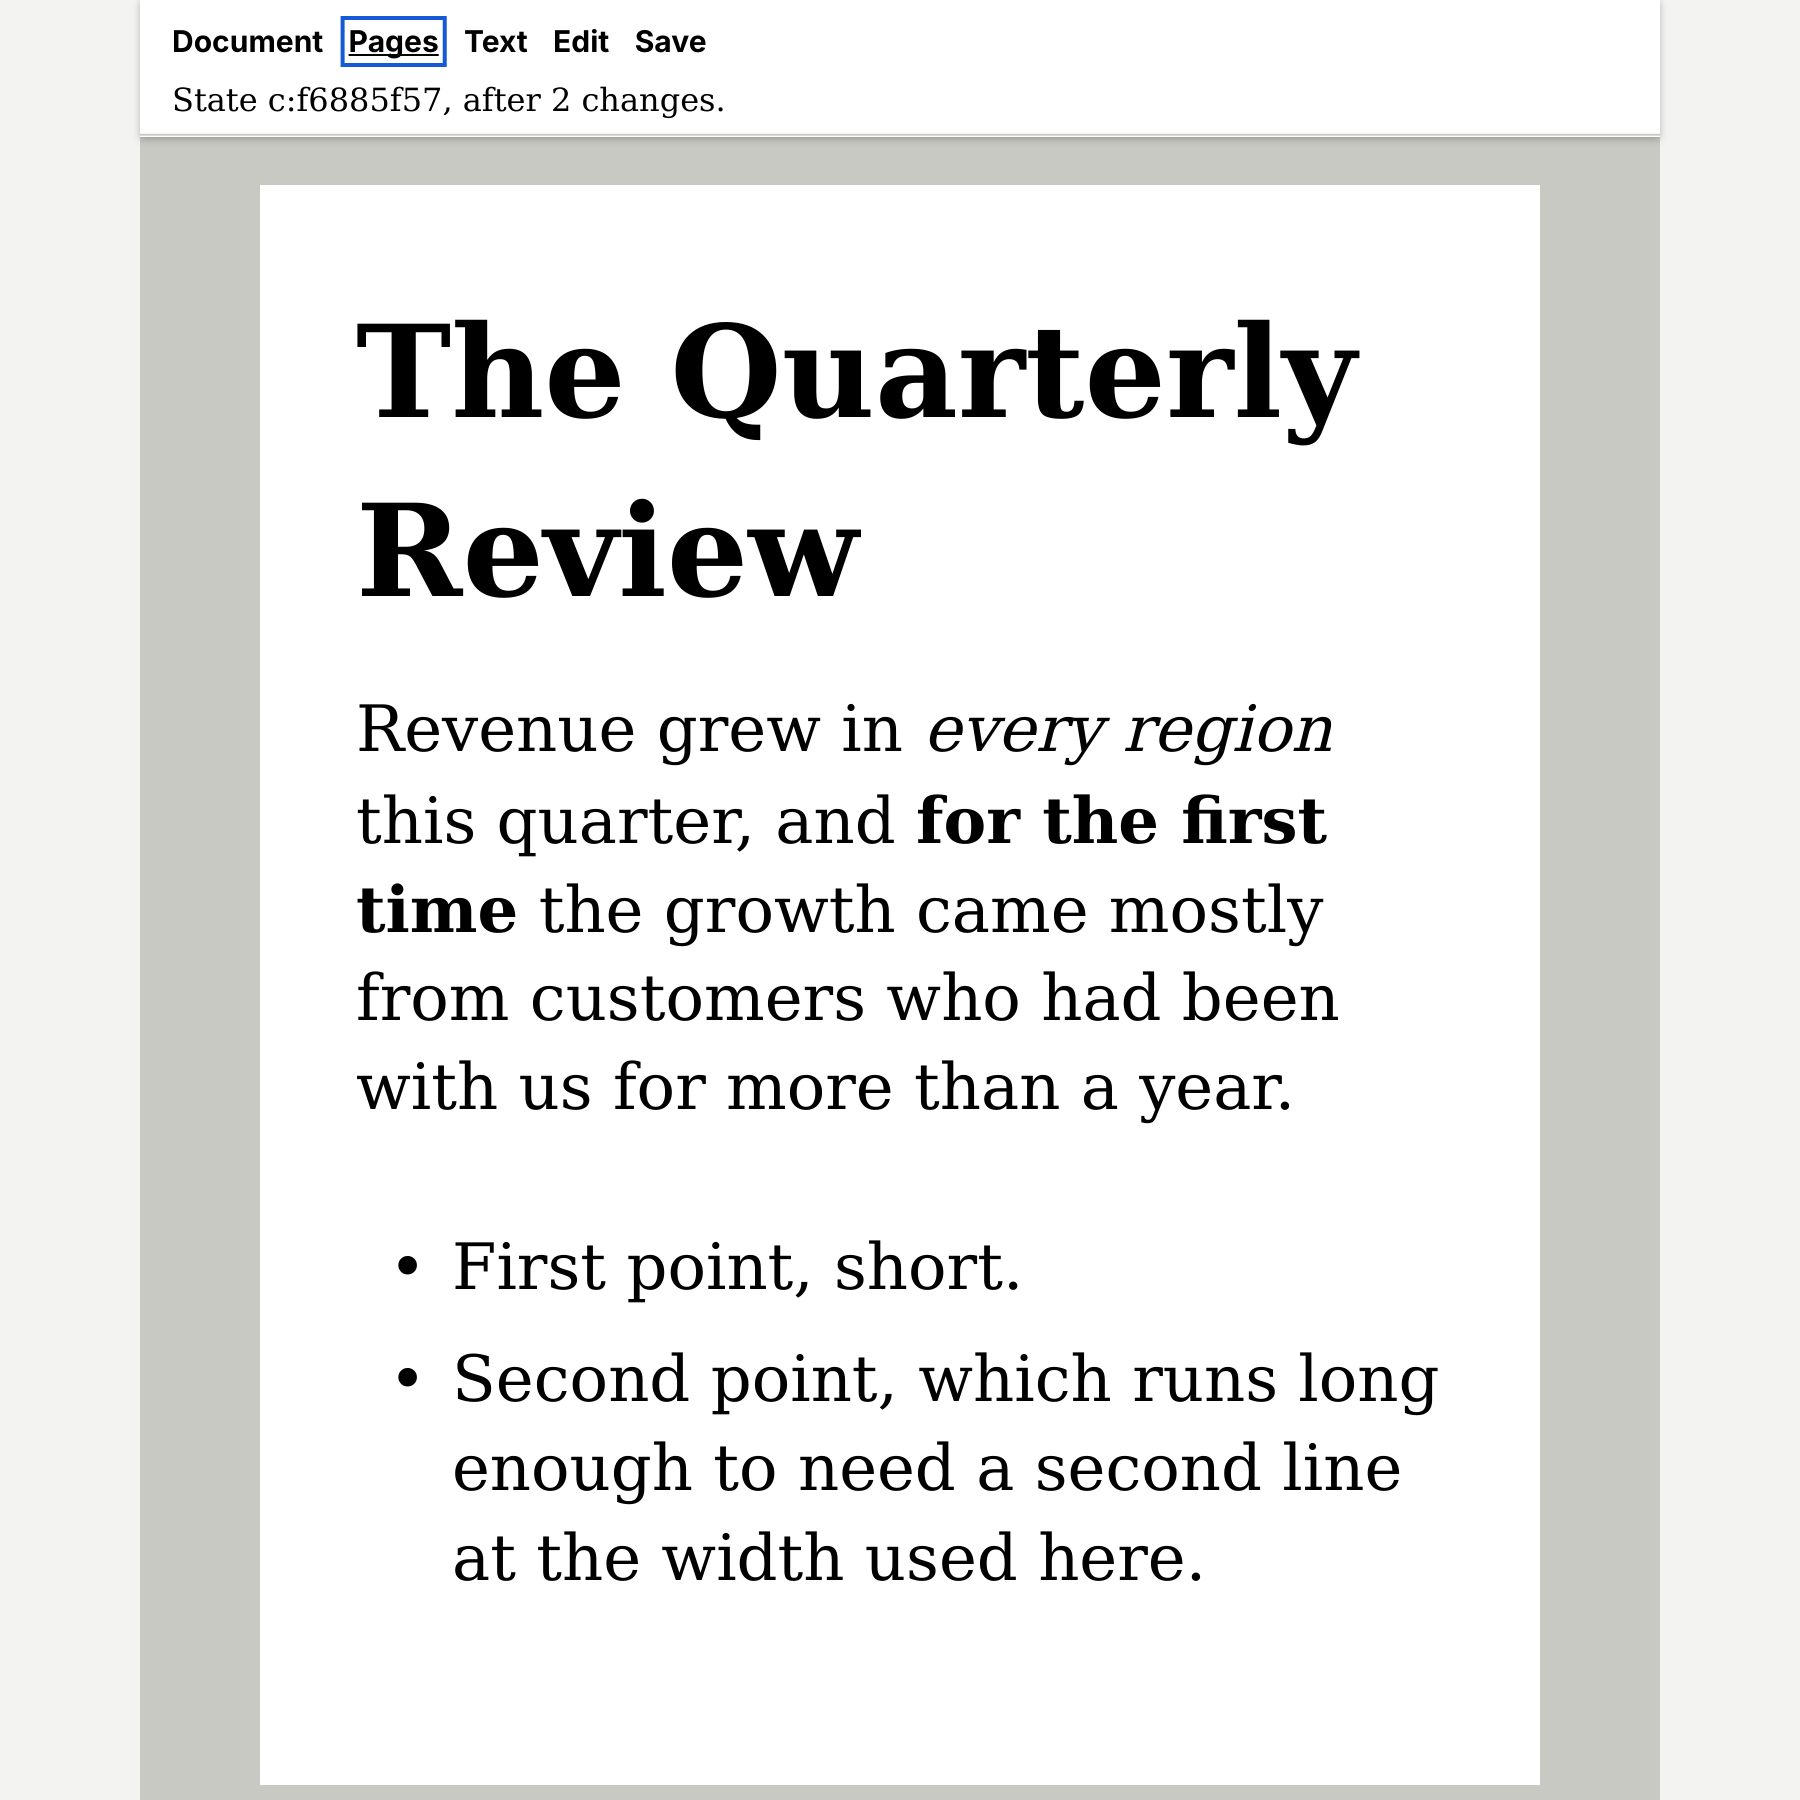 Document Pages Text Edit Save
State c:f6885f57, after 2 changes.
The Quarterly
Review
Revenue grew in every region
this quarter, and for the first
time the growth came mostly
from customers who had been
with us for more than a year.
• First point, short.
• Second point, which runs long
enough to need a second line
at the width used here.